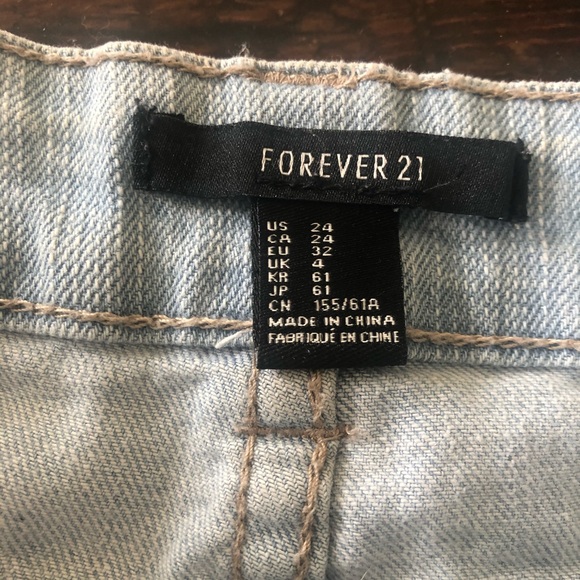 FOREVER 21
US 24
CA 24
EU 32
UK 4
KR 61
JP 61
CN 155/61A
MADE IN CHINA
FABRIQUÉ EN CHINE